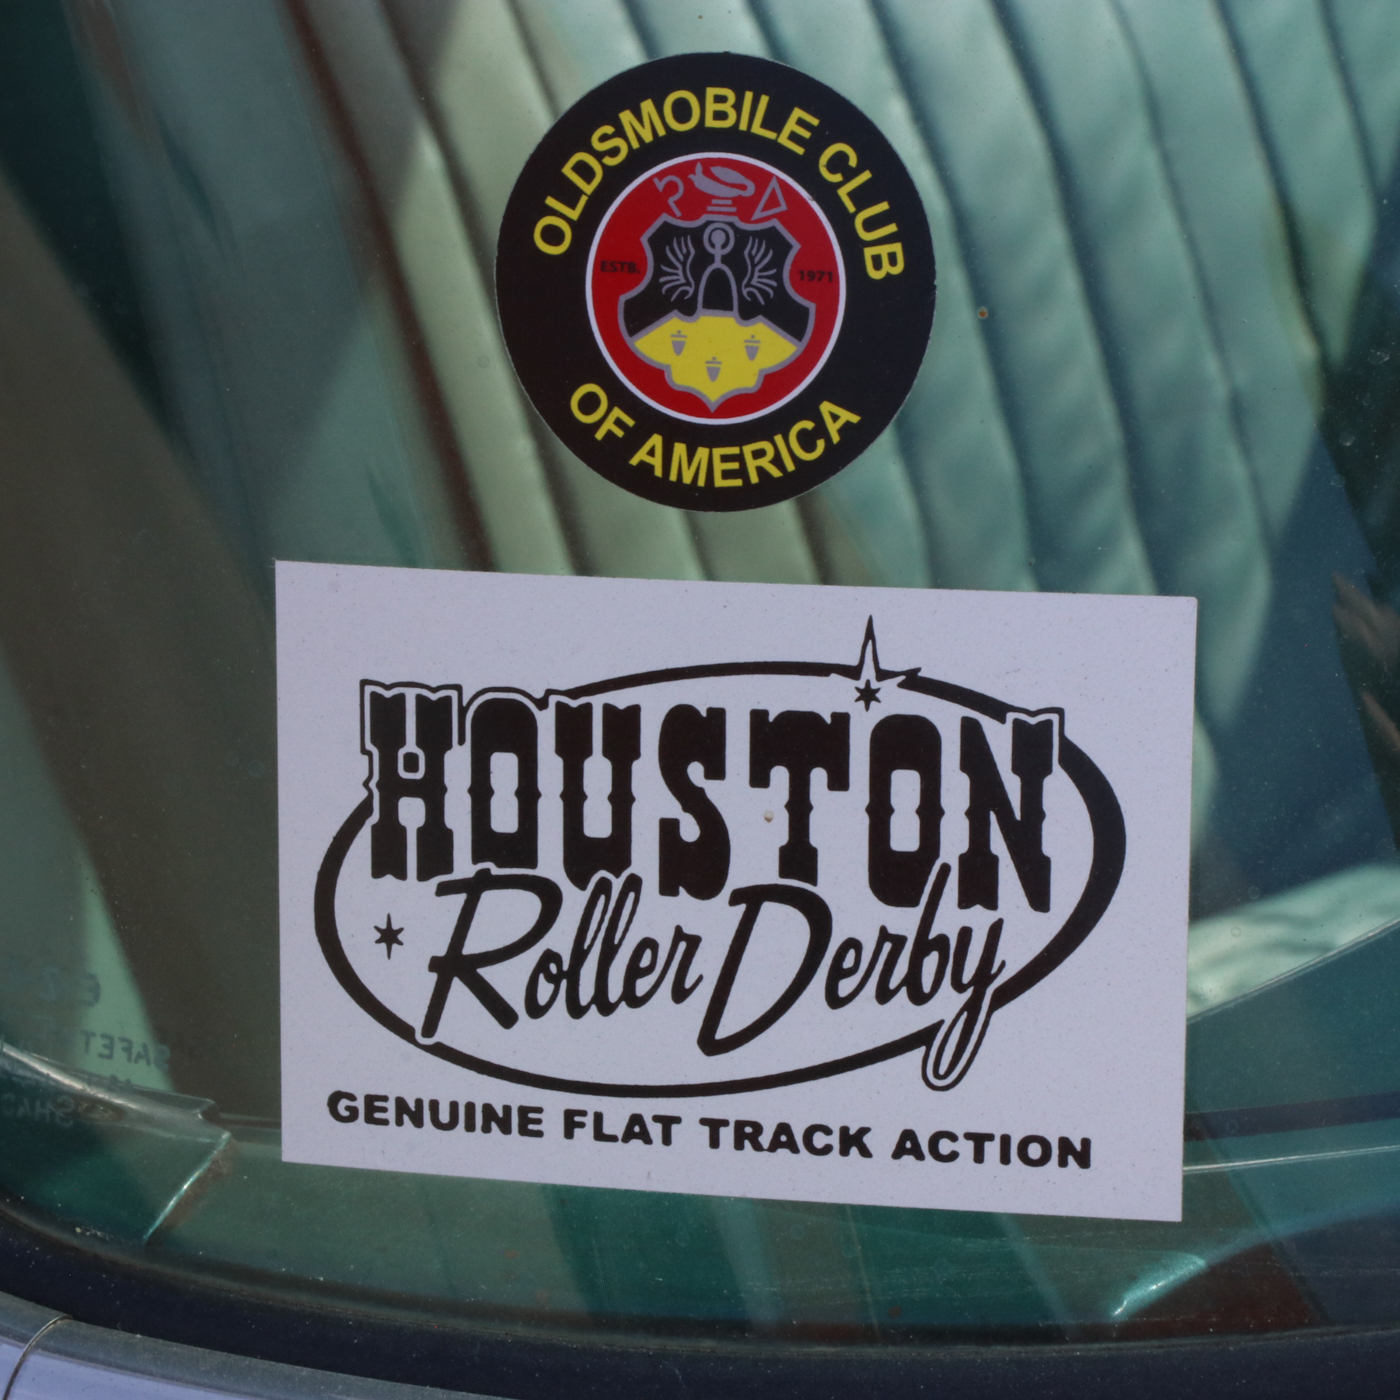 OLDSMOBILE CLUB
ESTB. 1971
OF AMERICA
HOUSTON
Roller Derby
GENUINE FLAT TRACK ACTION